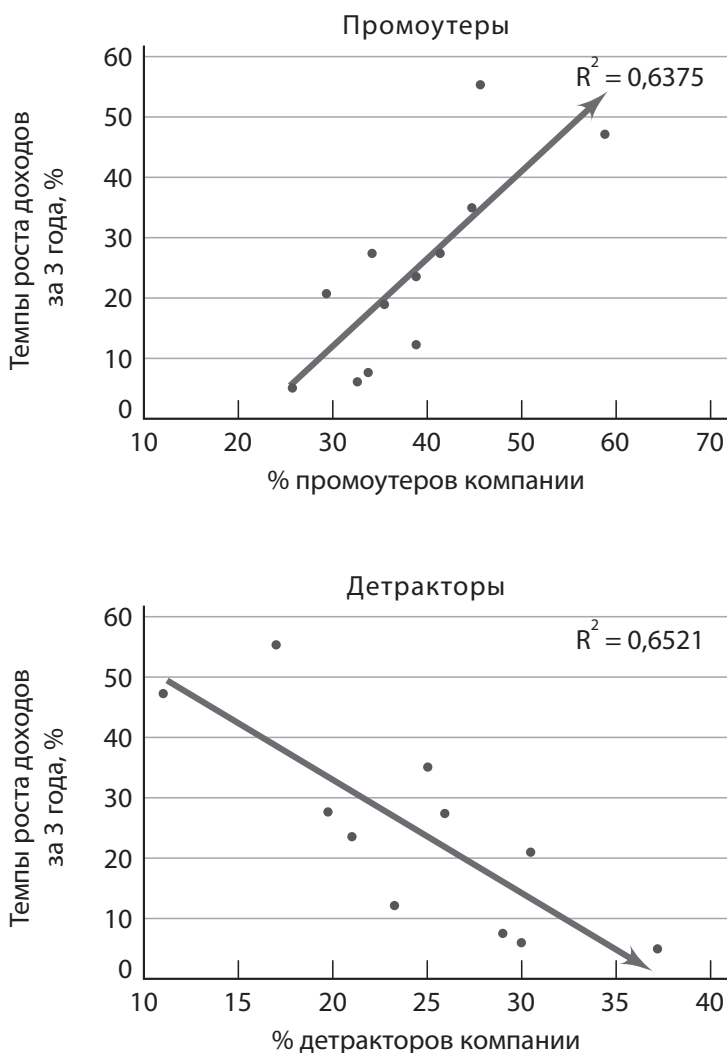 Промоутеры
R² = 0,6375
Темпы роста доходов
за 3 года, %
60
50
40
30
20
10
0
10 20 30 40 50 60 70
% промоутеров компании
Детракторы
R² = 0,6521
Темпы роста доходов
за 3 года, %
60
50
40
30
20
10
0
10 15 20 25 30 35 40
% детракторов компании